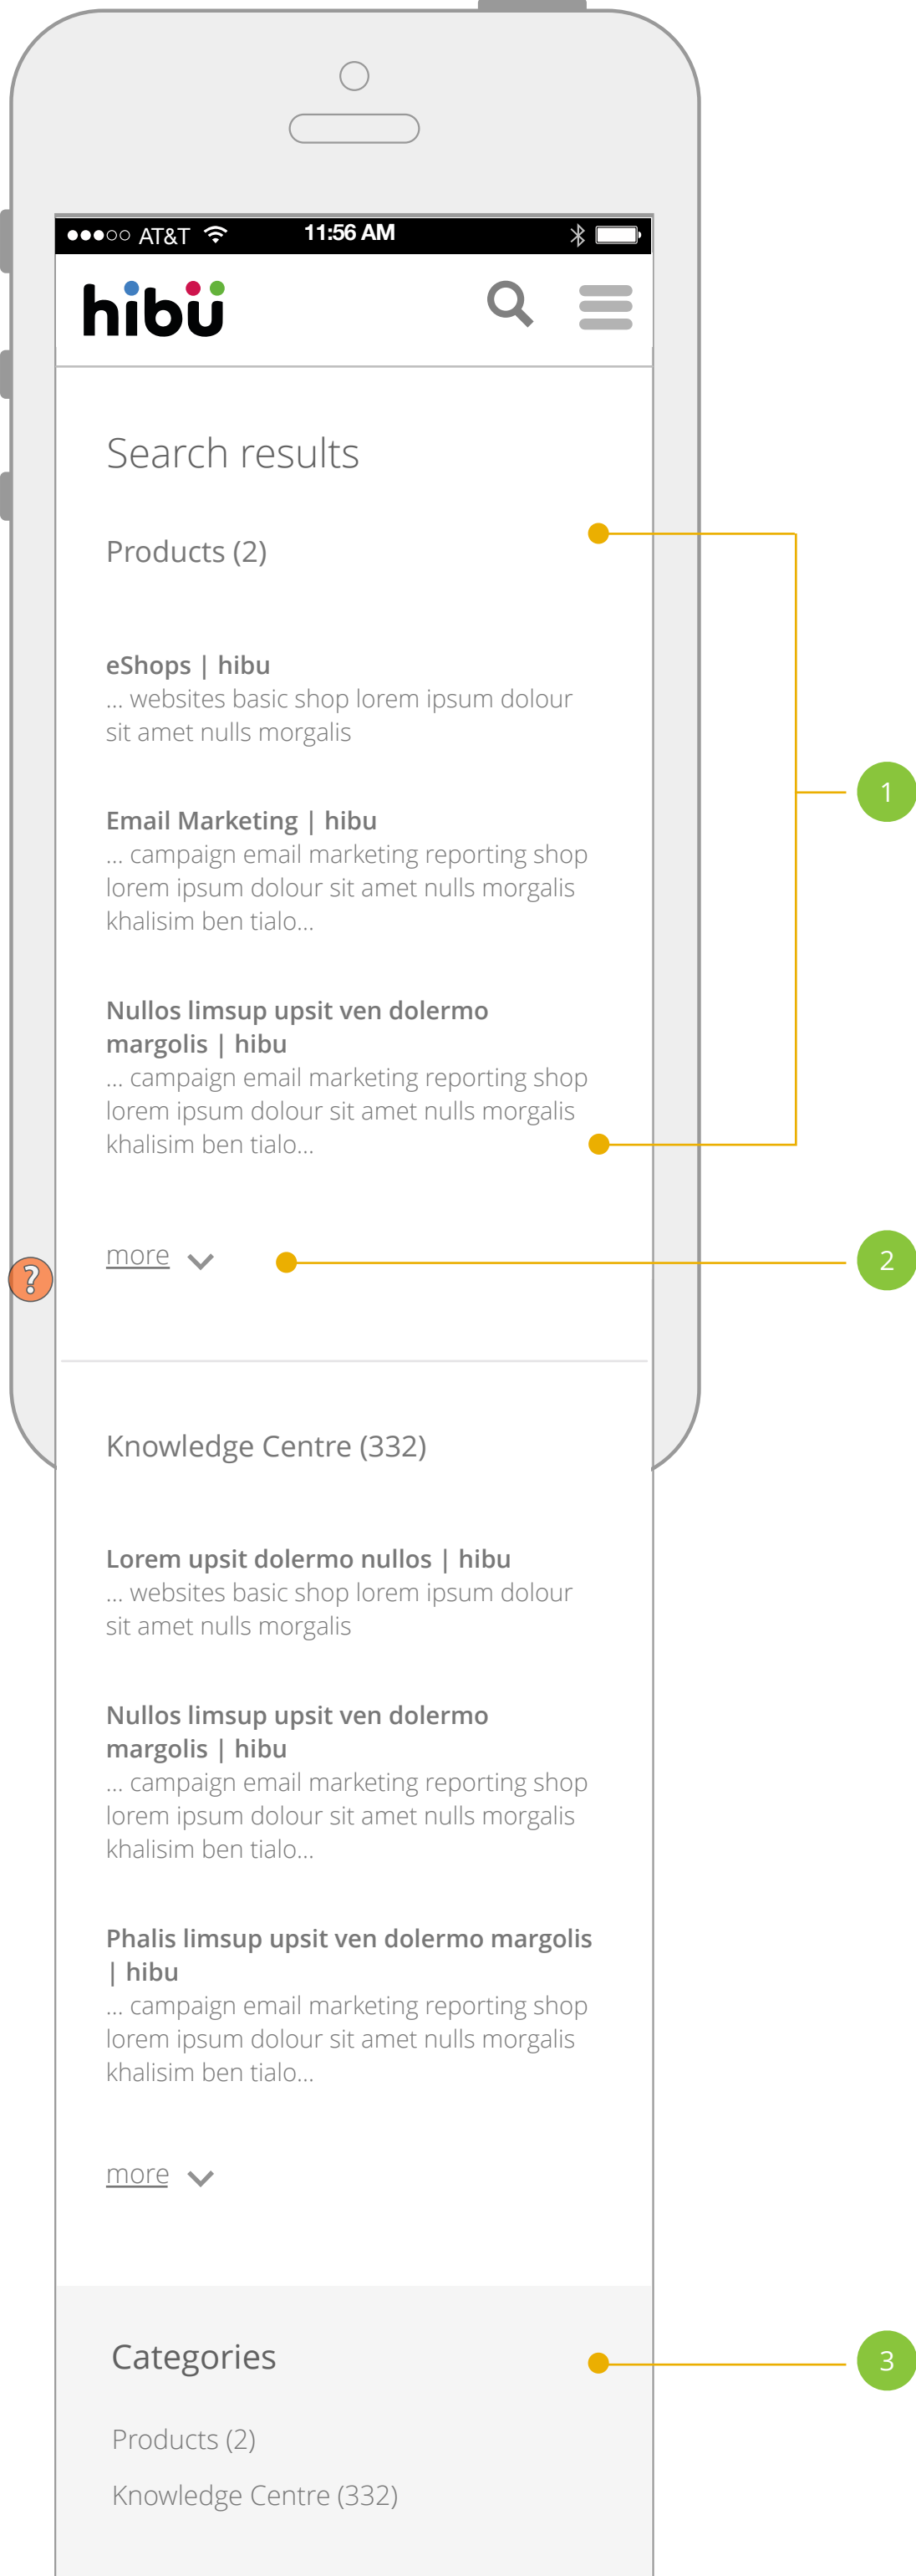 AT&T 11:56 AM
hibü
Search results
Products (2)
eShops | hibu
... websites basic shop lorem ipsum dolour
sit amet nulls morgalis
1
Email Marketing | hibu
... campaign email marketing reporting shop
lorem ipsum dolour sit amet nulls morgalis
khalisim ben tialo...
Nullos limsup upsit ven dolermo
margolis | hibu
... campaign email marketing reporting shop
lorem ipsum dolour sit amet nulls morgalis
khalisim ben tialo...
more
2
?
Knowledge Centre (332)
Lorem upsit dolermo nullos | hibu
... websites basic shop lorem ipsum dolour
sit amet nulls morgalis
Nullos limsup upsit ven dolermo
margolis | hibu
... campaign email marketing reporting shop
lorem ipsum dolour sit amet nulls morgalis
khalisim ben tialo...
Phalis limsup upsit ven dolermo margolis
| hibu
... campaign email marketing reporting shop
lorem ipsum dolour sit amet nulls morgalis
khalisim ben tialo...
more
Categories
3
Products (2)
Knowledge Centre (332)